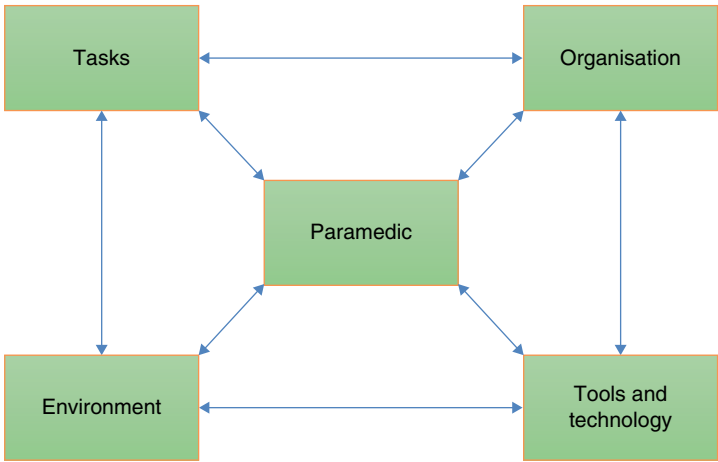 Tasks
Organisation
Paramedic
Environment
Tools and
technology